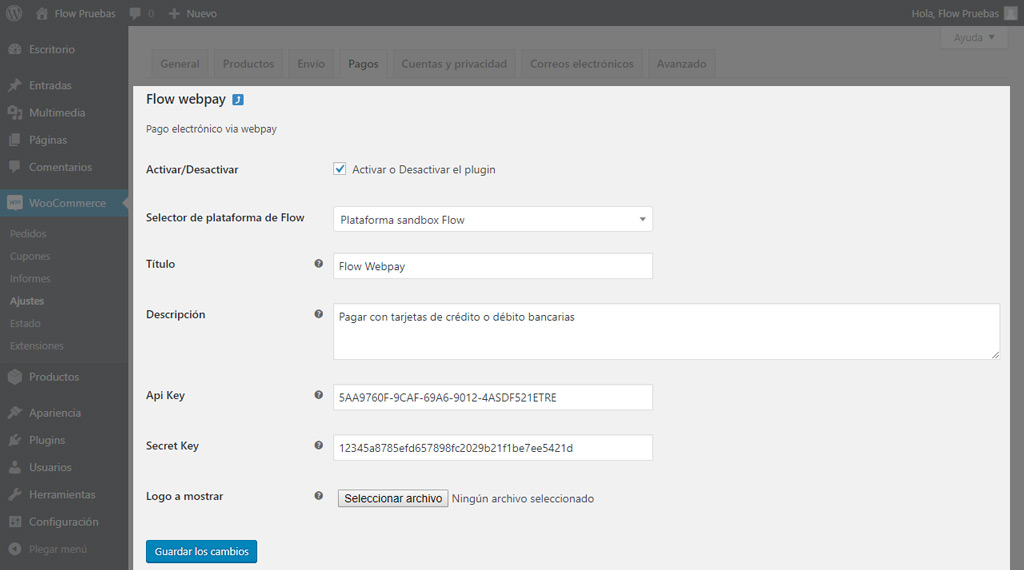 Flow Pruebas 0 + Nuevo Hola, Flow Pruebas
Ayuda
Escritorio
Entradas
Multimedia
Páginas
Comentarios
WooCommerce
Pedidos
Cupones
Informes
Ajustes
Estado
Extensiones
Productos
Apariencia
Plugins
Usuarios
Herramientas
Configuración
Plegar menú
General Productos Envío Pagos Cuentas y privacidad Correos electrónicos Avanzado
Flow webpay
Pago electrónico via webpay
Activar/Desactivar Activar o Desactivar el plugin
Selector de plataforma de Flow Plataforma sandbox Flow
Título Flow Webpay
Descripción Pagar con tarjetas de crédito o débito bancarias
Api Key 5AA9760F-9CAF-69A6-9012-4ASDF521ETRE
Secret Key 12345a8785efd657898fc2029b21f1be7ee5421d
Logo a mostrar Seleccionar archivo Ningún archivo seleccionado
Guardar los cambios